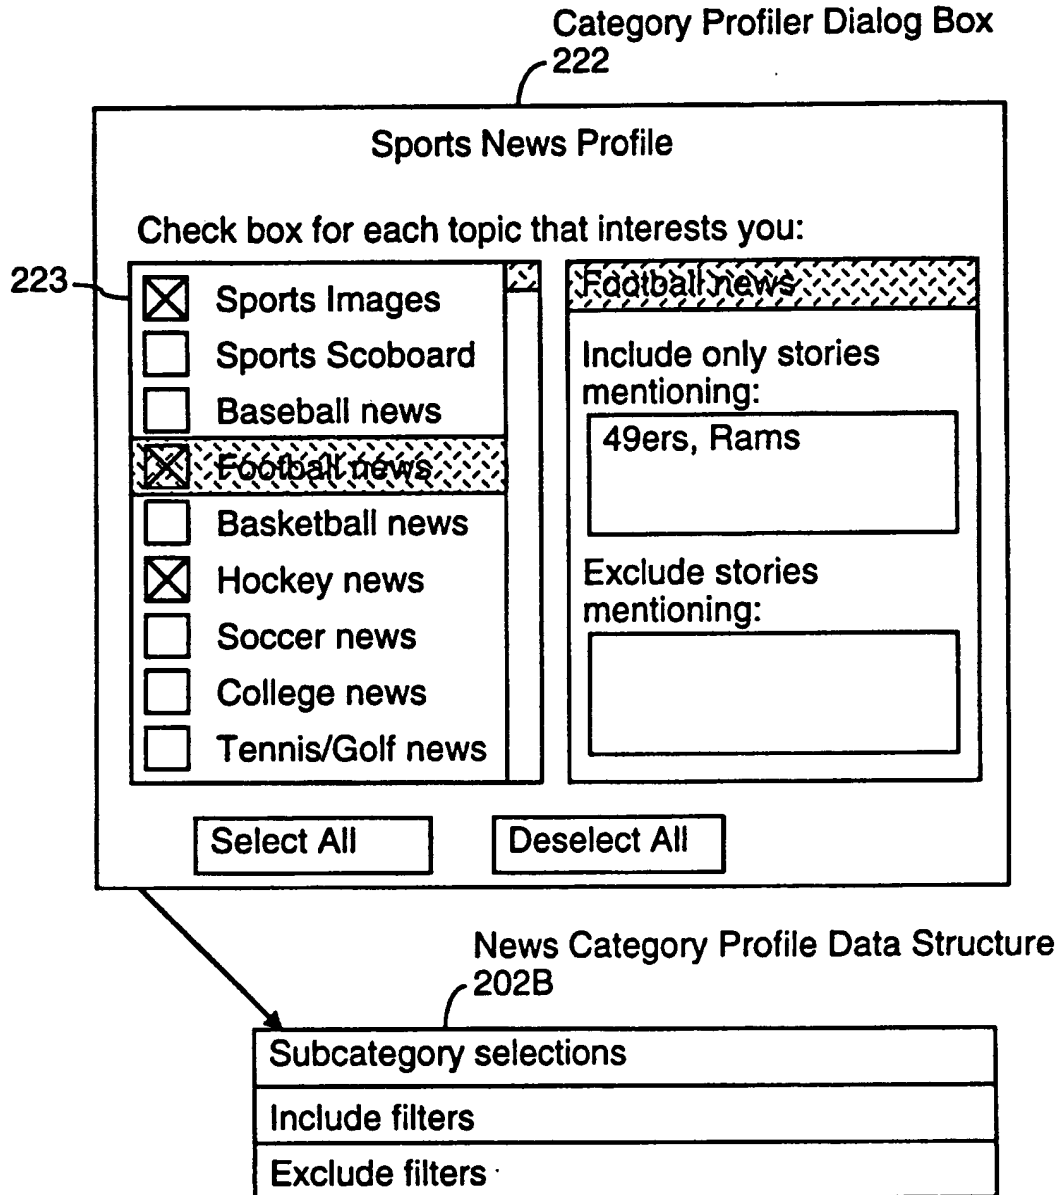 Category Profiler Dialog Box
222
Sports News Profile
Check box for each topic that interests you:
223
Sports Images
Sports Scoboard
Baseball news
Football news
Basketball news
Hockey news
Soccer news
College news
Tennis/Golf news
Football news
Include only stories
mentioning:
49ers, Rams
Exclude stories
mentioning:
Select All
Deselect All
News Category Profile Data Structure
202B
Subcategory selections
Include filters
Exclude filters